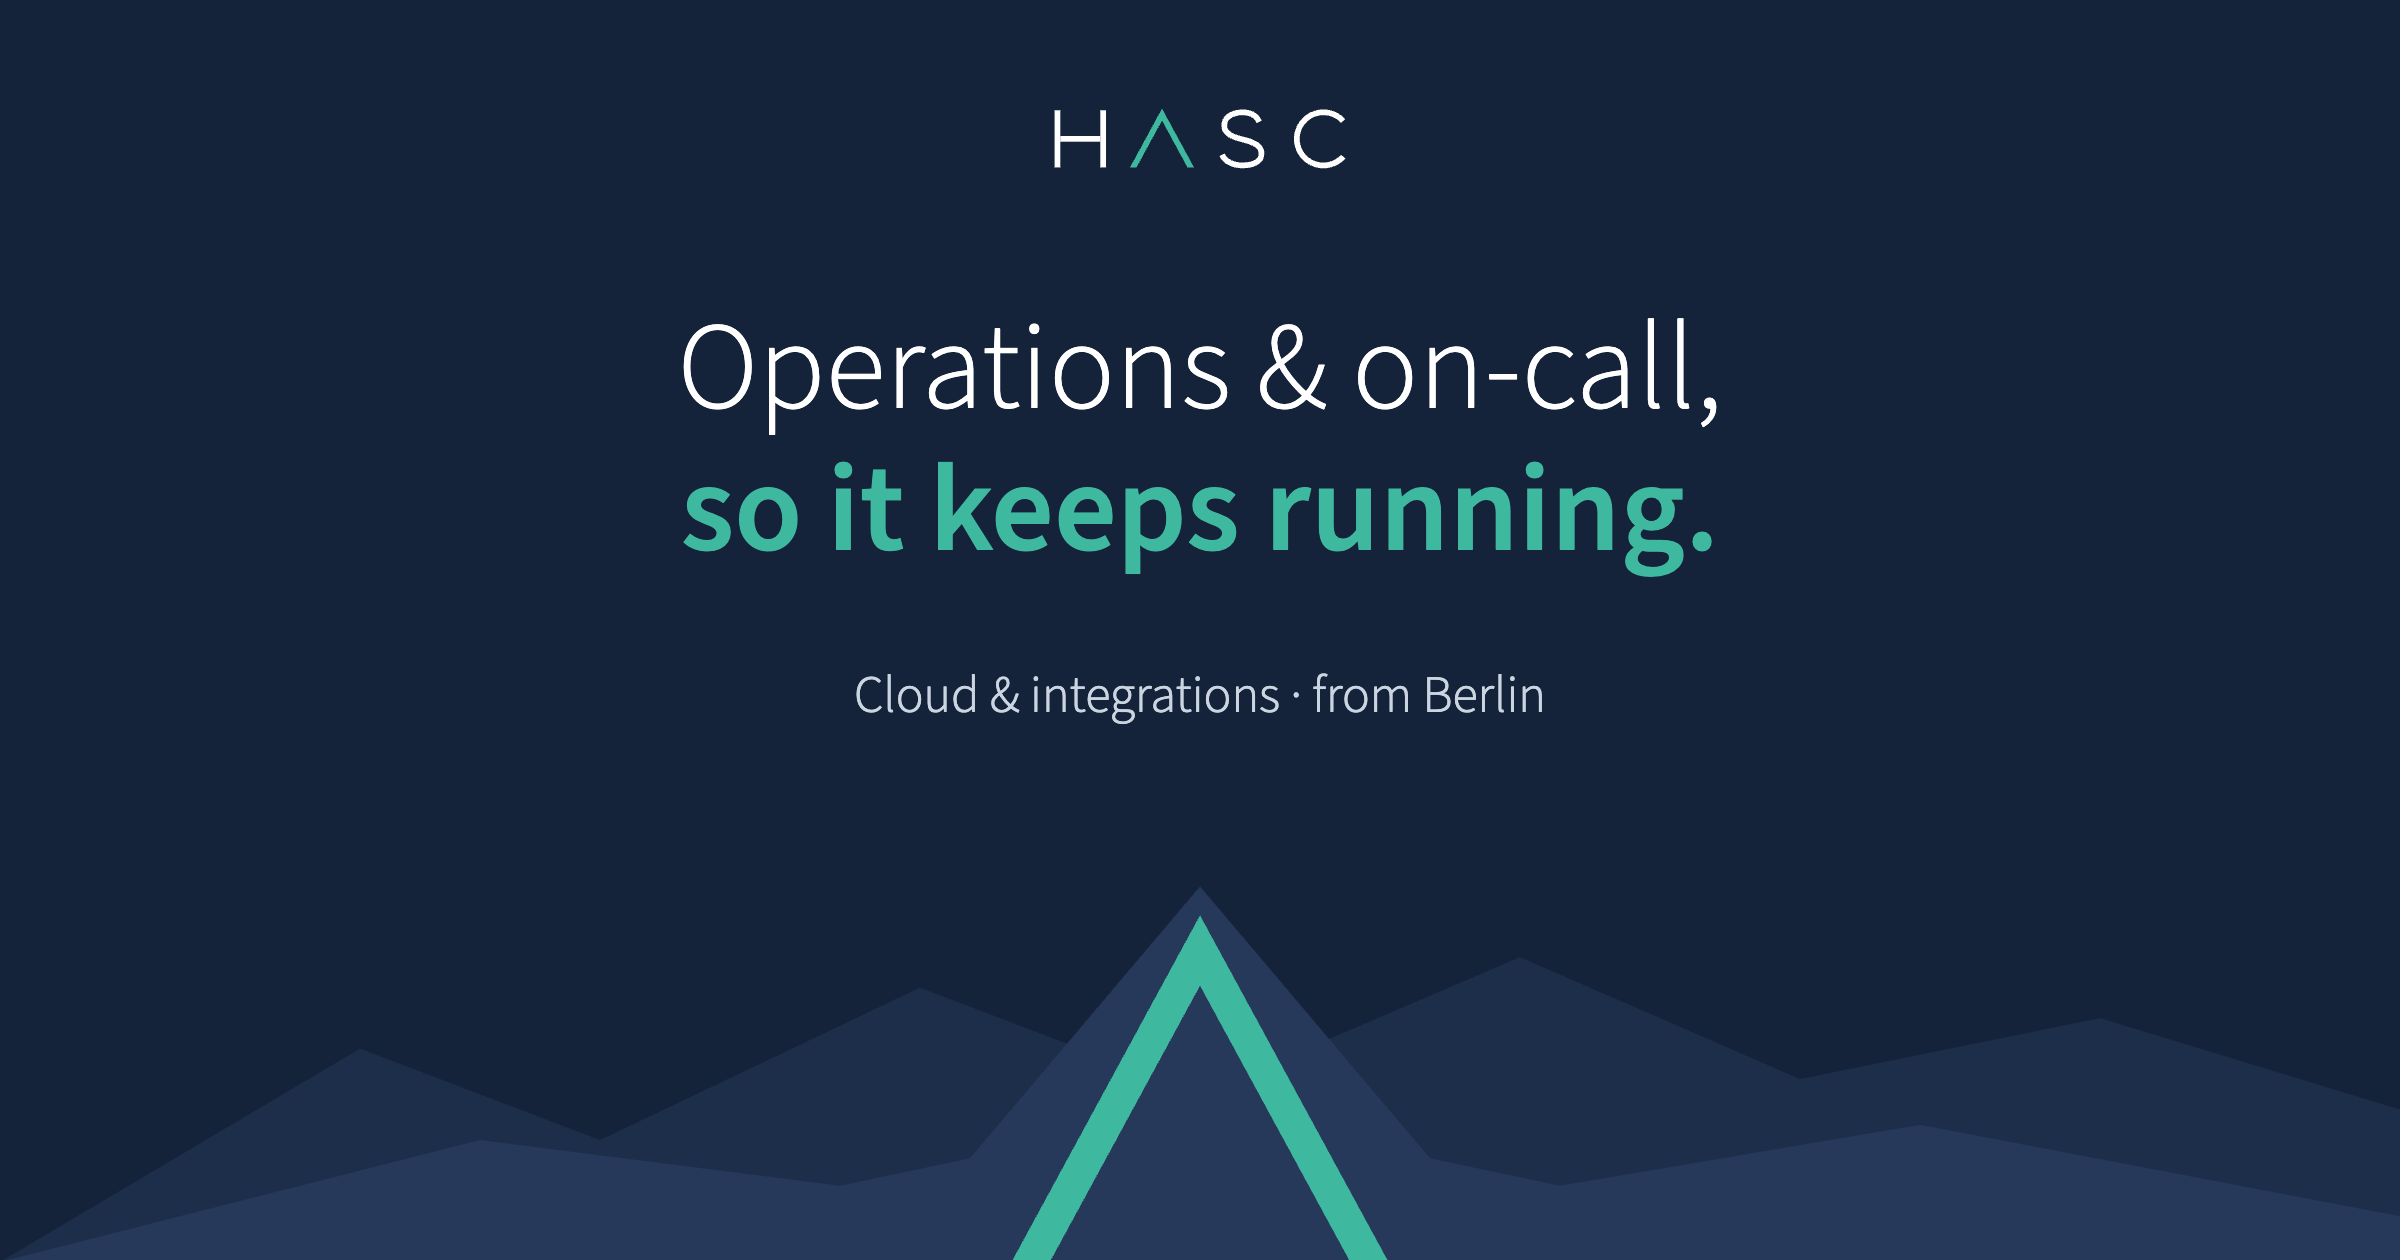 HASC
Operations & on-call,
so it keeps running.
Cloud & integrations · from Berlin